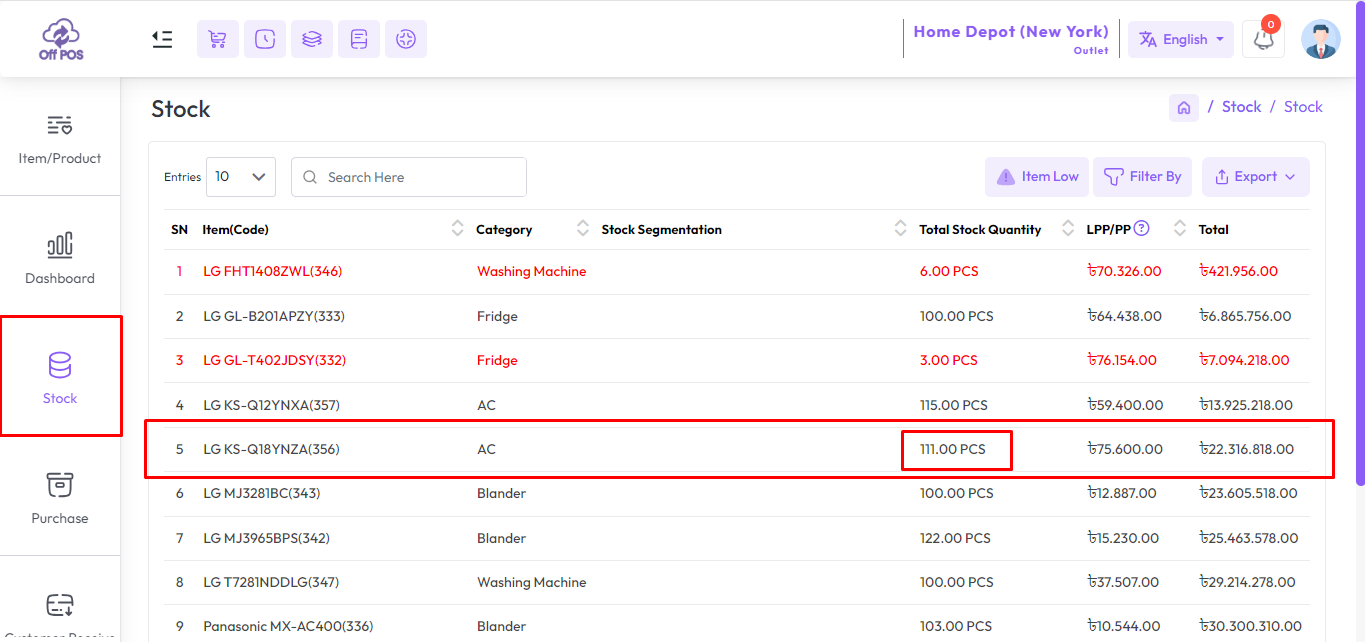 Off POS
Home Depot (New York)
Outlet
English
0
Item/Product
Dashboard
Stock
Purchase
Stock
/ Stock / Stock
Entries 10 Search Here
Item Low Filter By Export
SN Item(Code) Category Stock Segmentation Total Stock Quantity LPP/PP Total
1 LG FHT1408ZWL(346) Washing Machine 6.00 PCS ৳70.326.00 ৳421.956.00
2 LG GL-B201APZY(333) Fridge 100.00 PCS ৳64.438.00 ৳6.865.756.00
3 LG GL-T402JDSY(332) Fridge 3.00 PCS ৳76.154.00 ৳7.094.218.00
4 LG KS-Q12YNXA(357) AC 115.00 PCS ৳59.400.00 ৳13.925.218.00
5 LG KS-Q18YNZA(356) AC 111.00 PCS ৳75.600.00 ৳22.316.818.00
6 LG MJ3281BC(343) Blander 100.00 PCS ৳12.887.00 ৳23.605.518.00
7 LG MJ3965BPS(342) Blander 122.00 PCS ৳15.230.00 ৳25.463.578.00
8 LG T7281NDDLG(347) Washing Machine 100.00 PCS ৳37.507.00 ৳29.214.278.00
9 Panasonic MX-AC400(336) Blander 103.00 PCS ৳10.544.00 ৳30.300.310.00